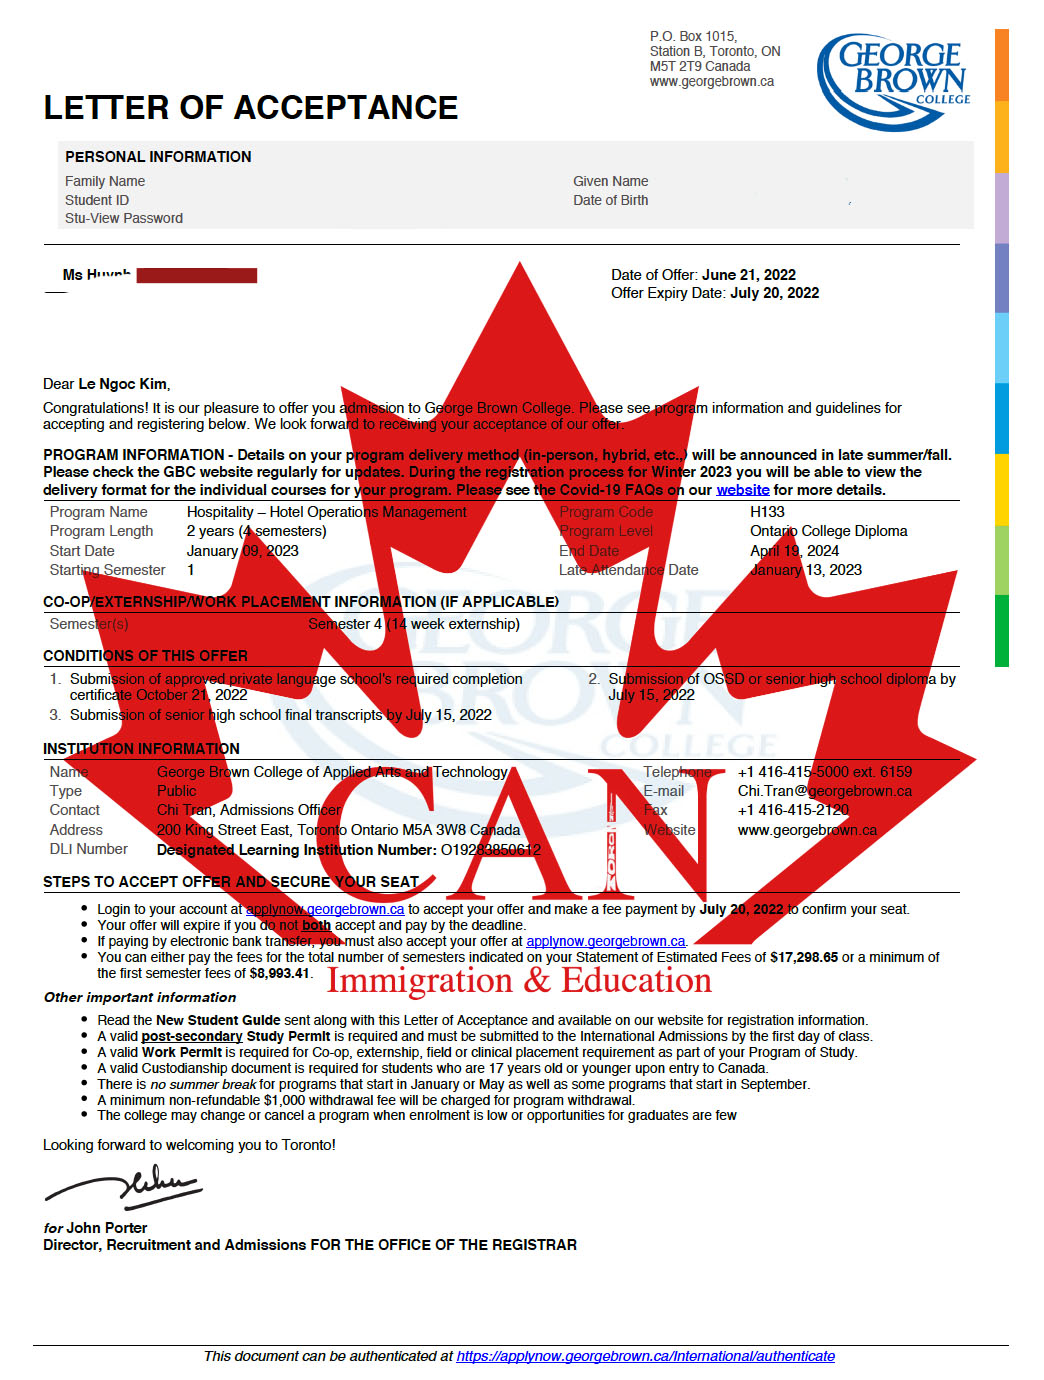 P.O. Box 1015,
Station B, Toronto, ON
M5T 2T9 Canada
www.georgebrown.ca
GEORGE
BROWN
COLLEGE
LETTER OF ACCEPTANCE
PERSONAL INFORMATION
Family Name Given Name
Student ID Date of Birth
Stu-View Password
Ms Huynh Date of Offer: June 21, 2022
Offer Expiry Date: July 20, 2022
Dear Le Ngoc Kim,
Congratulations! It is our pleasure to offer you admission to George Brown College. Please see program information and guidelines for
accepting and registering below. We look forward to receiving your acceptance of our offer.
PROGRAM INFORMATION - Details on your program delivery method (in-person, hybrid, etc..) will be announced in late summer/fall.
Please check the GBC website regularly for updates. During the registration process for Winter 2023 you will be able to view the
delivery format for the individual courses for your program. Please see the Covid-19 FAQs on our website for more details.
Program Name Hospitality – Hotel Operations Management Program Code H133
Program Length 2 years (4 semesters) Program Level Ontario College Diploma
Start Date January 09, 2023 End Date April 19, 2024
Starting Semester 1 Late Attendance Date January 13, 2023
CO-OP/EXTERNSHIP/WORK PLACEMENT INFORMATION (IF APPLICABLE)
Semester(s) Semester 4 (14 week externship)
GEORGE
BROWN
COLLEGE
CONDITIONS OF THIS OFFER
1. Submission of approved private language school's required completion
certificate October 21, 2022
2. Submission of OSSD or senior high school diploma by
July 15, 2022
3. Submission of senior high school final transcripts by July 15, 2022
INSTITUTION INFORMATION
Name George Brown College of Applied Arts and Technology Telephone +1 416-415-5000 ext. 6159
Type Public E-mail Chi.Tran@georgebrown.ca
Contact Chi Tran, Admissions Officer Fax +1 416-415-2120
Address 200 King Street East, Toronto Ontario M5A 3W8 Canada Website www.georgebrown.ca
DLI Number Designated Learning Institution Number: O19283850612
CAN
STEPS TO ACCEPT OFFER AND SECURE YOUR SEAT
• Login to your account at applynow.georgebrown.ca to accept your offer and make a fee payment by July 20, 2022 to confirm your seat.
• Your offer will expire if you do not both accept and pay by the deadline.
• If paying by electronic bank transfer, you must also accept your offer at applynow.georgebrown.ca.
• You can either pay the fees for the total number of semesters indicated on your Statement of Estimated Fees of $17,298.65 or a minimum of
the first semester fees of $8,993.41.
Immigration & Education
Other important information
• Read the New Student Guide sent along with this Letter of Acceptance and available on our website for registration information.
• A valid post-secondary Study Permit is required and must be submitted to the International Admissions by the first day of class.
• A valid Work Permit is required for Co-op, externship, field or clinical placement requirement as part of your Program of Study.
• A valid Custodianship document is required for students who are 17 years old or younger upon entry to Canada.
• There is no summer break for programs that start in January or May as well as some programs that start in September.
• A minimum non-refundable $1,000 withdrawal fee will be charged for program withdrawal.
• The college may change or cancel a program when enrolment is low or opportunities for graduates are few
Looking forward to welcoming you to Toronto!
for John Porter
Director, Recruitment and Admissions FOR THE OFFICE OF THE REGISTRAR
This document can be authenticated at https://applynow.georgebrown.ca/International/authenticate